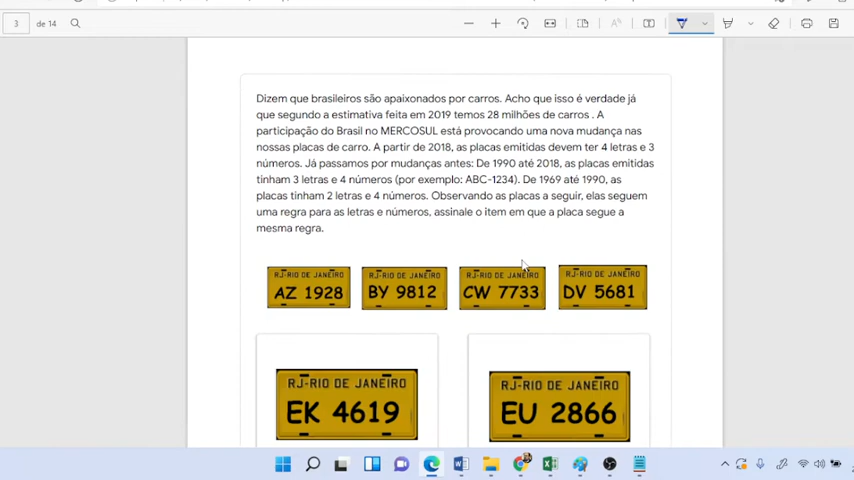 3 de 14
Dizem que brasileiros são apaixonados por carros. Acho que isso é verdade já
que segundo a estimativa feita em 2019 temos 28 milhões de carros . A
participação do Brasil no MERCOSUL está provocando uma nova mudança nas
nossas placas de carro. A partir de 2018, as placas emitidas devem ter 4 letras e 3
números. Já passamos por mudanças antes: De 1990 até 2018, as placas emitidas
tinham 3 letras e 4 números (por exemplo: ABC-1234). De 1969 até 1990, as
placas tinham 2 letras e 4 números. Observando as placas a seguir, elas seguem
uma regra para as letras e números, assinale o item em que a placa segue a
mesma regra.
RJ-RIO DE JANEIRO
AZ 1928
RJ-RIO DE JANEIRO
BY 9812
RJ-RIO DE JANEIRO
CW 7733
RJ-RIO DE JANEIRO
DV 5681
RJ-RIO DE JANEIRO
EK 4619
RJ-RIO DE JANEIRO
EU 2866